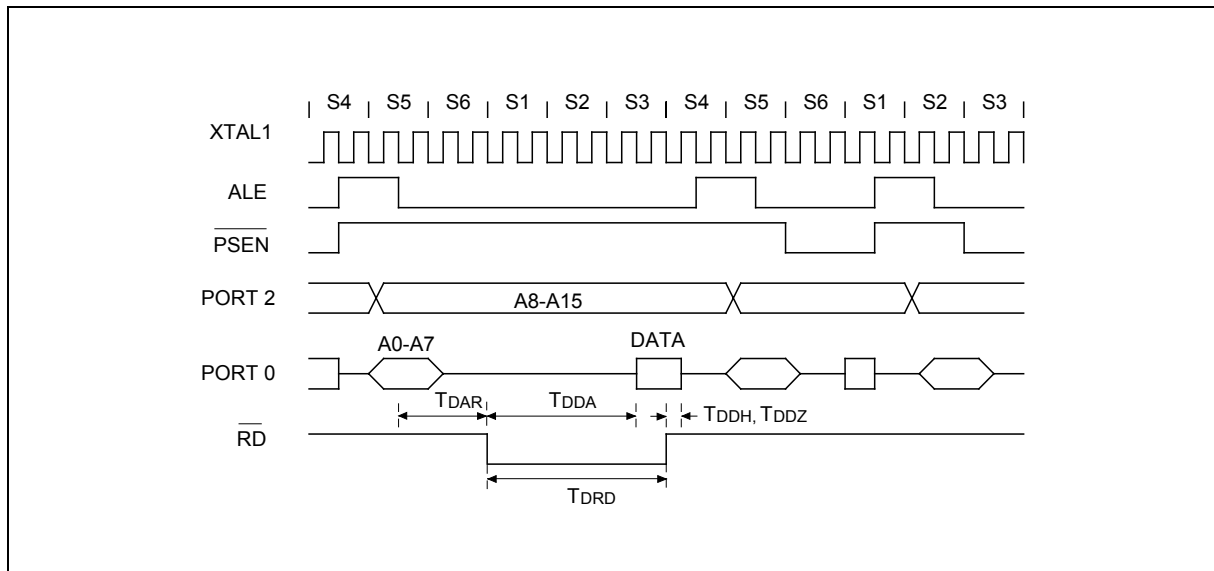 S4 S5 S6 S1 S2 S3 S4 S5 S6 S1 S2 S3
XTAL1
ALE
PSEN
PORT 2
A8-A15
A0-A7
DATA
PORT 0
TDAR
TDDA
TDDH, TDDZ
RD
TDRD